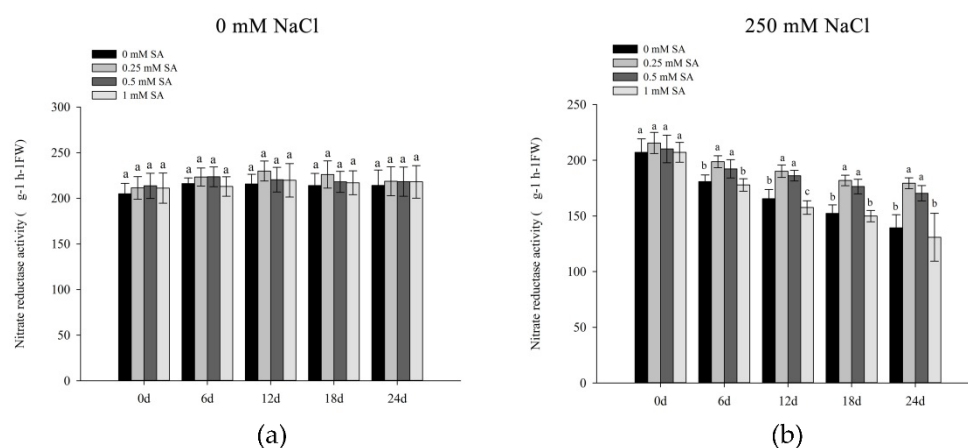 0 mM NaCl
0 mM SA
0.25 mM SA
0.5 mM SA
1 mM SA
300
250
200
150
100
50
0
Nitrate reductase activity ( g-1 h-1FW)
a a a a a a a a a a a a a a a a a a a a
0d 6d 12d 18d 24d
(a)
250 mM NaCl
0 mM SA
0.25 mM SA
0.5 mM SA
1 mM SA
250
200
150
100
50
0
Nitrate reductase activity ( g-1 h-1FW)
a a a a b a a b b a a c b a a b b a a b
0d 6d 12d 18d 24d
(b)